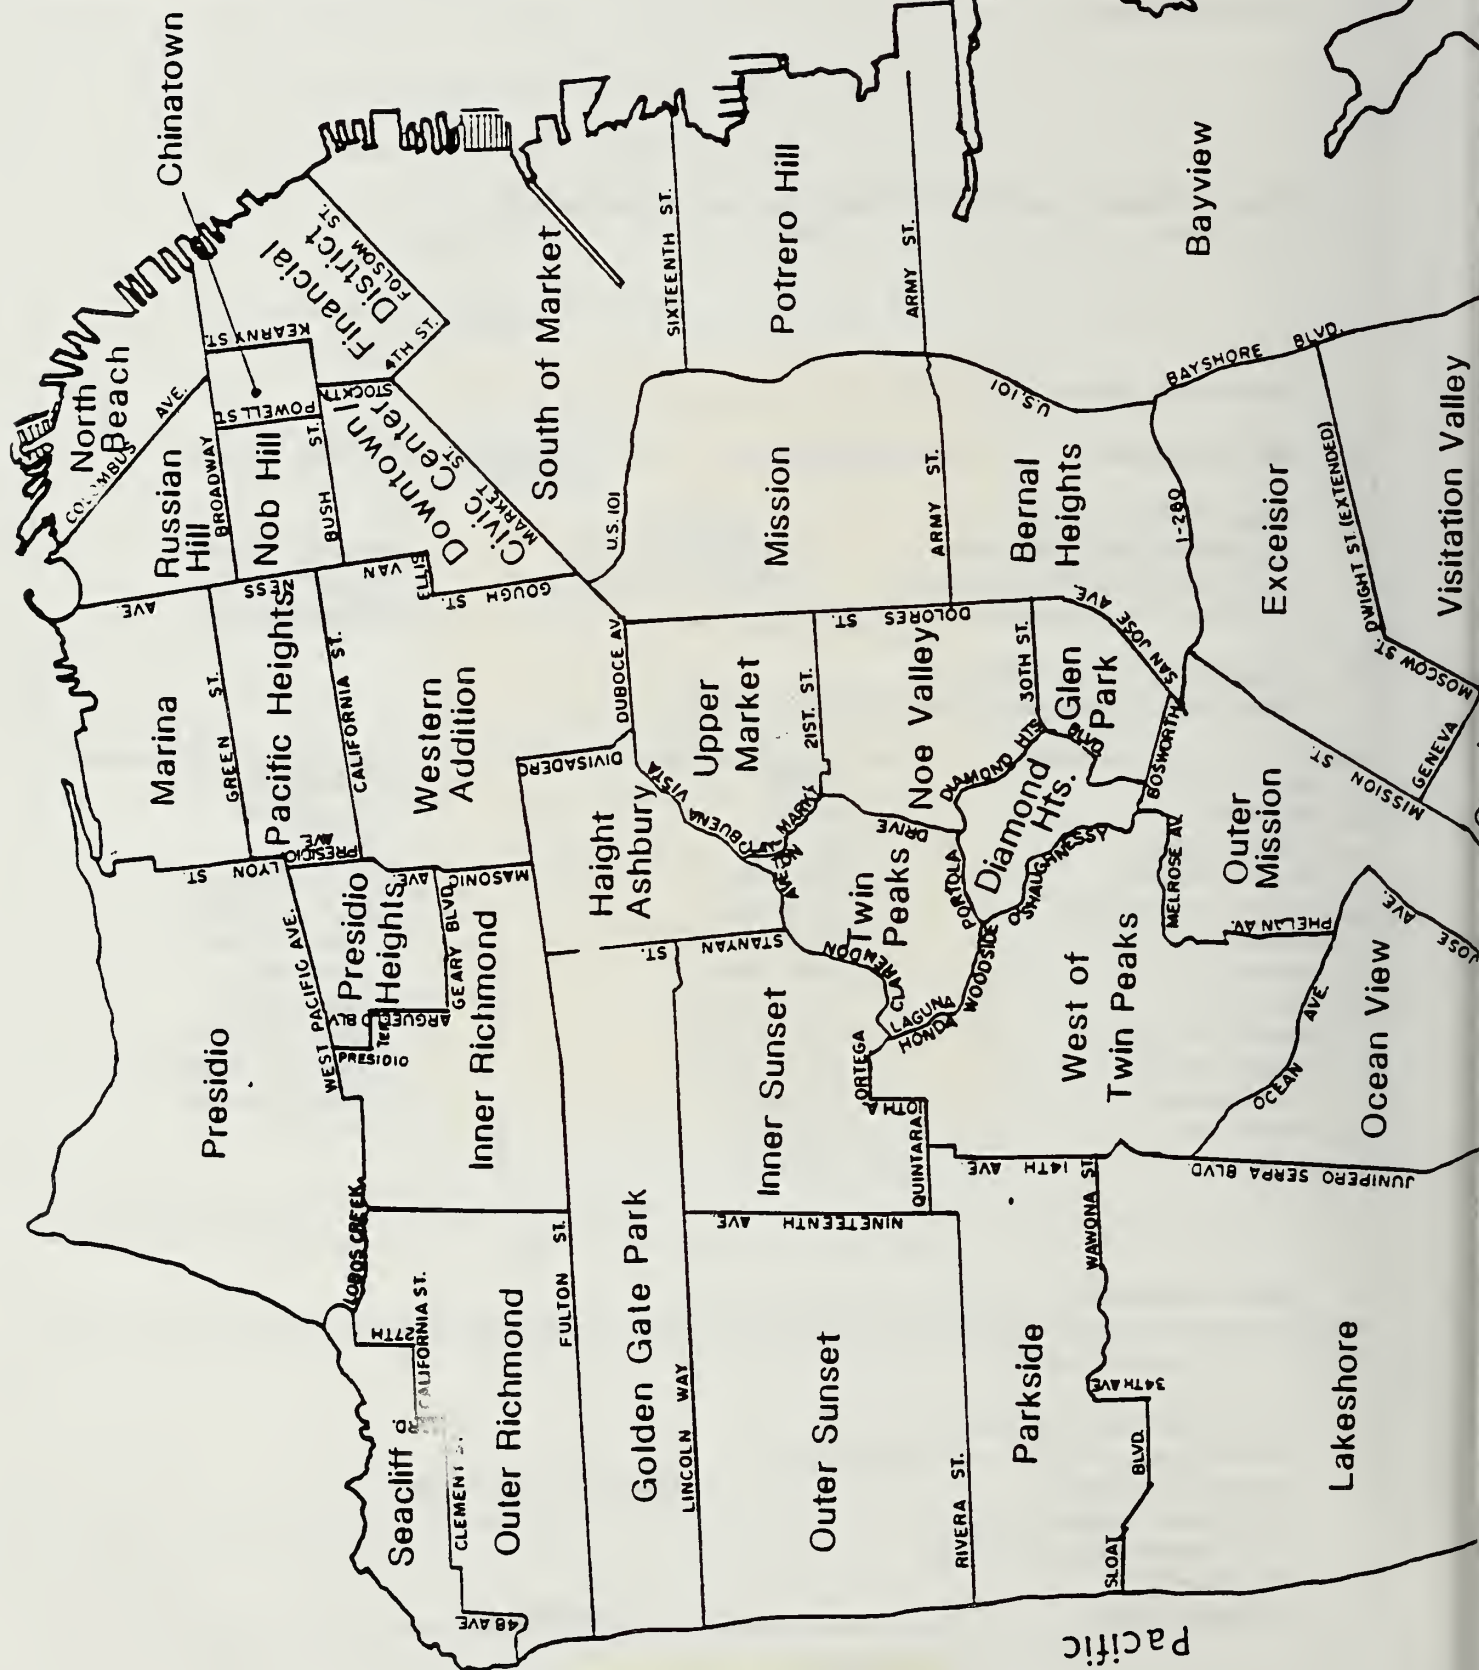 Chinatown
North
Beach
COLUMBUS AVE.
Russian
Hill
BROADWAY
KEARNY ST.
Nob Hill
POWELL ST.
BUSH ST.
STOCKTN
Financial
District
FOLSOM ST.
4TH ST.
Downtown/
Civic Center
MARKET ST.
South of Market
SIXTEENTH ST.
Potrero Hill
ARMY ST.
Bayview
Marina
GREEN ST.
VAN NESS AVE
Pacific Heights
CALIFORNIA ST.
ELLIS
GOUGH ST.
Western
Addition
U.S. 101
Mission
ARMY ST.
U.S. 101
Bernal
Heights
BAYSHORE BLVD.
I-280
Excelsior
DWIGHT ST. (EXTENDED)
MOSCOW ST.
Visitation Valley
LYON ST.
PRESIDIO AVE
MASONIC AVE.
DIVISADERO
DUBOCE AV.
Haight
Ashbury
BUENA VISTA
Upper
Market
21ST. ST.
DOLORES ST.
Noe Valley
30TH ST.
Glen
Park
SAN JOSE AVE.
BOSWORTH
DIAMOND HTS
Diamond
Hts.
O'SHAUGHNESSY
PORTOLA DRIVE
Twin
Peaks
CLARENDON
LAGUNA
HONDA
WOODSIDE
MELROSE AV.
Outer
Mission
MISSION ST.
GENEVA
PHELAN AV.
Presidio
WEST PACIFIC AVE.
Presidio
Heights
GEARY BLVD
ARGUELLO BLV
PRESIDIO
Ter.
Inner Richmond
STANYAN ST.
Inner Sunset
ORTEGA
10TH A.
QUINTARA
14TH AVE.
West of
Twin Peaks
OCEAN AVE.
Ocean View
JOSE AVE.
JUNIPERO SERRA BLVD.
LOBOS CREEK
27TH
CALIFORNIA ST.
Seacliff
CLEMENT
48 AVE
Outer Richmond
FULTON ST.
Golden Gate Park
LINCOLN WAY
NINETEENTH AVE
Outer Sunset
RIVERA ST.
Parkside
WAWONA ST.
34TH AVE
SLOAT BLVD.
Lakeshore
Pacific